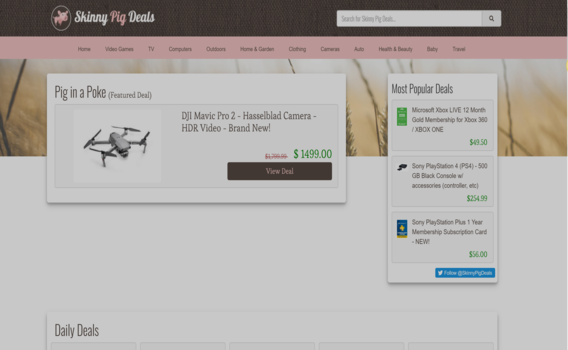 Skinny Pig Deals
Search for Skinny Pig Deals...
Home Video Games TV Computers Outdoors Home & Garden Clothing Cameras Auto Health & Beauty Baby Travel
Pig in a Poke (Featured Deal)
DJI Mavic Pro 2 - Hasselblad Camera -
HDR Video - Brand New!
$ 1499.00
View Deal
Most Popular Deals
Microsoft Xbox LIVE 12 Month
Gold Membership for Xbox 360
/ XBOX ONE
$49.50
Sony PlayStation 4 (PS4) - 500
GB Black Console w/
accessories (controller, etc)
$254.99
Sony PlayStation Plus 1 Year
Membership Subscription Card
- NEW!
$56.00
Follow @SkinnyPigDeals
Daily Deals